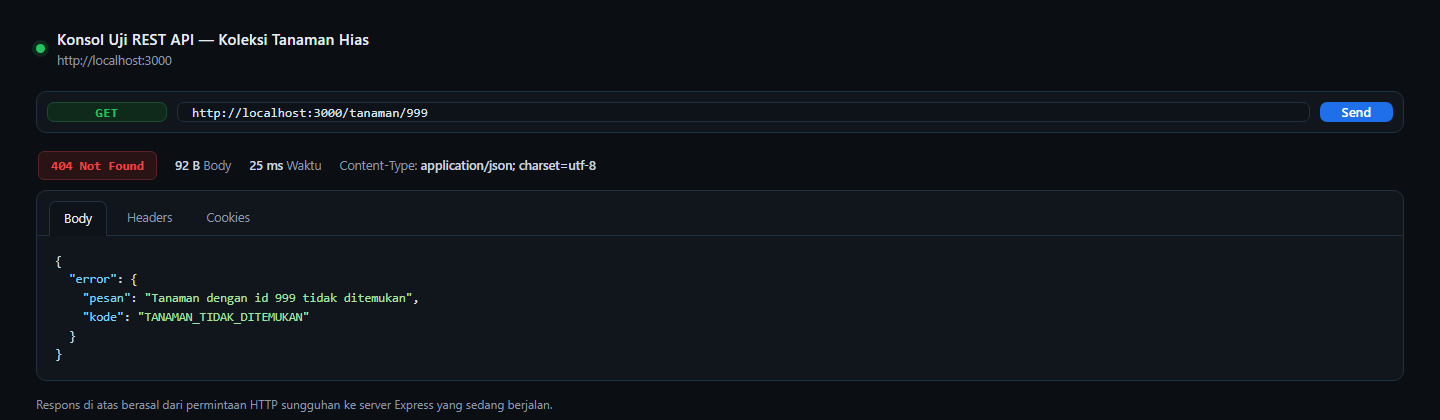 Konsol Uji REST API — Koleksi Tanaman Hias
http://localhost:3000
GET http://localhost:3000/tanaman/999 Send
404 Not Found 92 B Body 25 ms Waktu Content-Type: application/json; charset=utf-8
Body Headers Cookies
{
  "error": {
    "pesan": "Tanaman dengan id 999 tidak ditemukan",
    "kode": "TANAMAN_TIDAK_DITEMUKAN"
  }
}
Respons di atas berasal dari permintaan HTTP sungguhan ke server Express yang sedang berjalan.